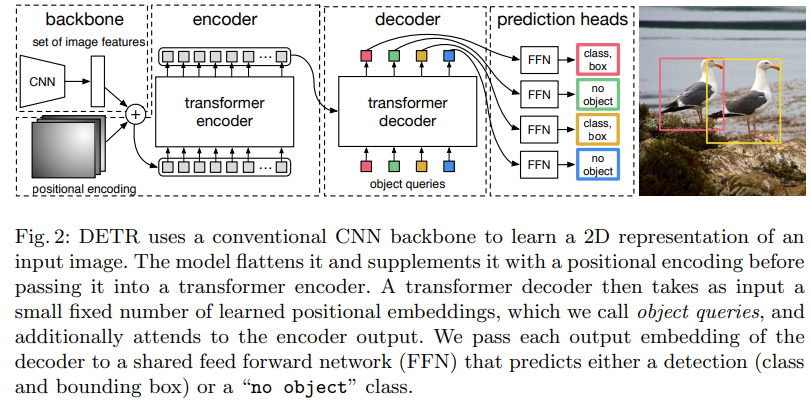 backbone
encoder
decoder
prediction heads
set of image features
CNN
+
positional encoding
...
transformer
encoder
...
transformer
decoder
object queries
FFN
class,
box
FFN
no
object
FFN
class,
box
FFN
no
object
Fig. 2: DETR uses a conventional CNN backbone to learn a 2D representation of an
input image. The model flattens it and supplements it with a positional encoding before
passing it into a transformer encoder. A transformer decoder then takes as input a
small fixed number of learned positional embeddings, which we call object queries, and
additionally attends to the encoder output. We pass each output embedding of the
decoder to a shared feed forward network (FFN) that predicts either a detection (class
and bounding box) or a “no object” class.